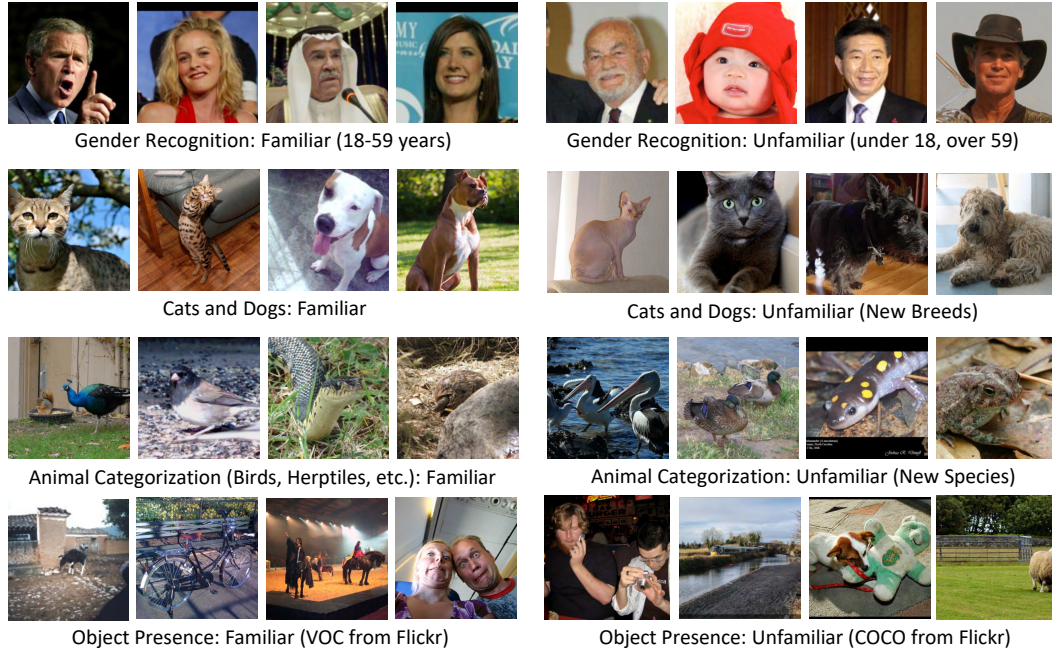 MY
MUSIC
Gender Recognition: Familiar (18-59 years)
Gender Recognition: Unfamiliar (under 18, over 59)
Cats and Dogs: Familiar
Cats and Dogs: Unfamiliar (New Breeds)
Animal Categorization (Birds, Herptiles, etc.): Familiar
Animal Categorization: Unfamiliar (New Species)
Object Presence: Familiar (VOC from Flickr)
Object Presence: Unfamiliar (COCO from Flickr)